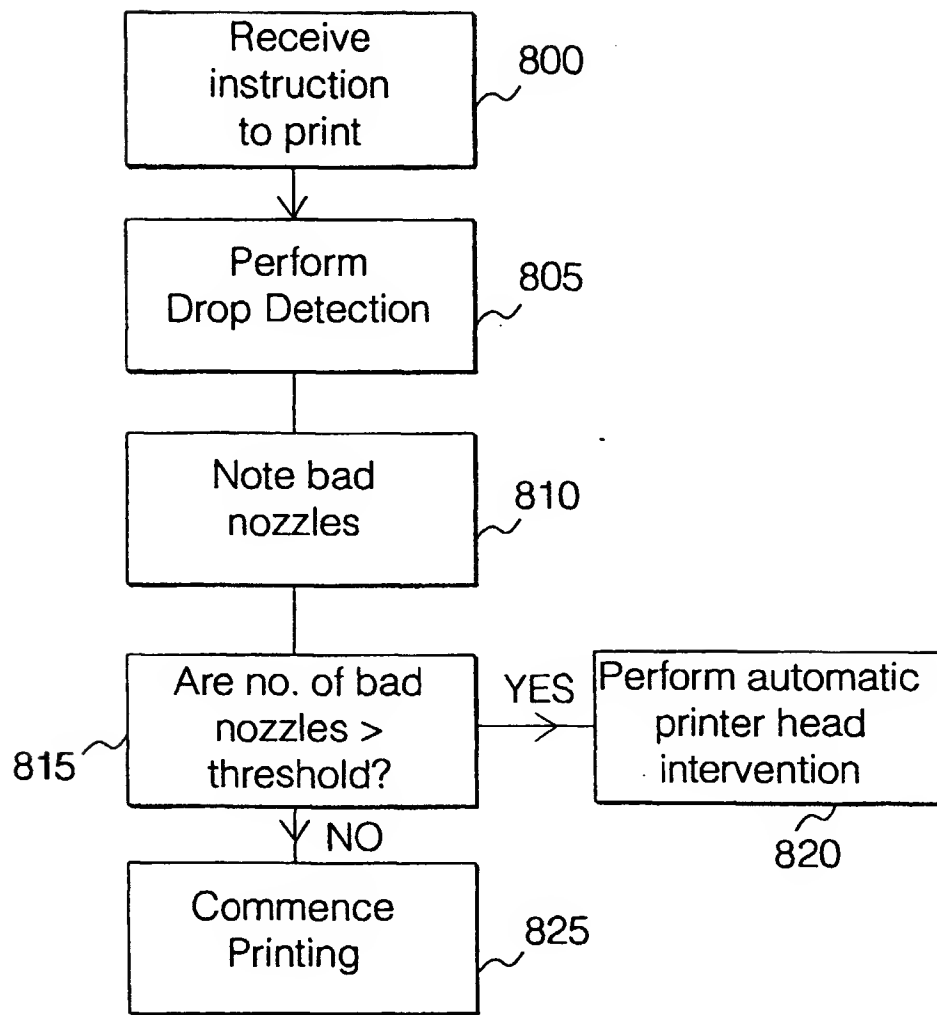 Receive
instruction
to print
800
Perform
Drop Detection
805
Note bad
nozzles
810
Are no. of bad
nozzles >
threshold?
815
YES
Perform automatic
printer head
intervention
820
NO
Commence
Printing
825